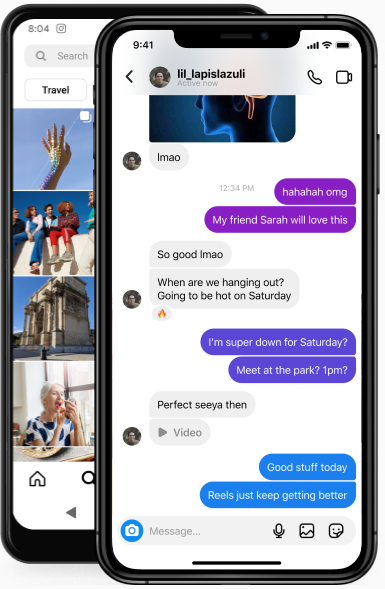 8:04
Search
Travel
9:41
lil_lapislazuli
Active now
lmao
12:34 PM
hahahah omg
My friend Sarah will love this
So good lmao
When are we hanging out?
Going to be hot on Saturday
I'm super down for Saturday?
Meet at the park? 1pm?
Perfect seeya then
Video
Good stuff today
Reels just keep getting better
Message...